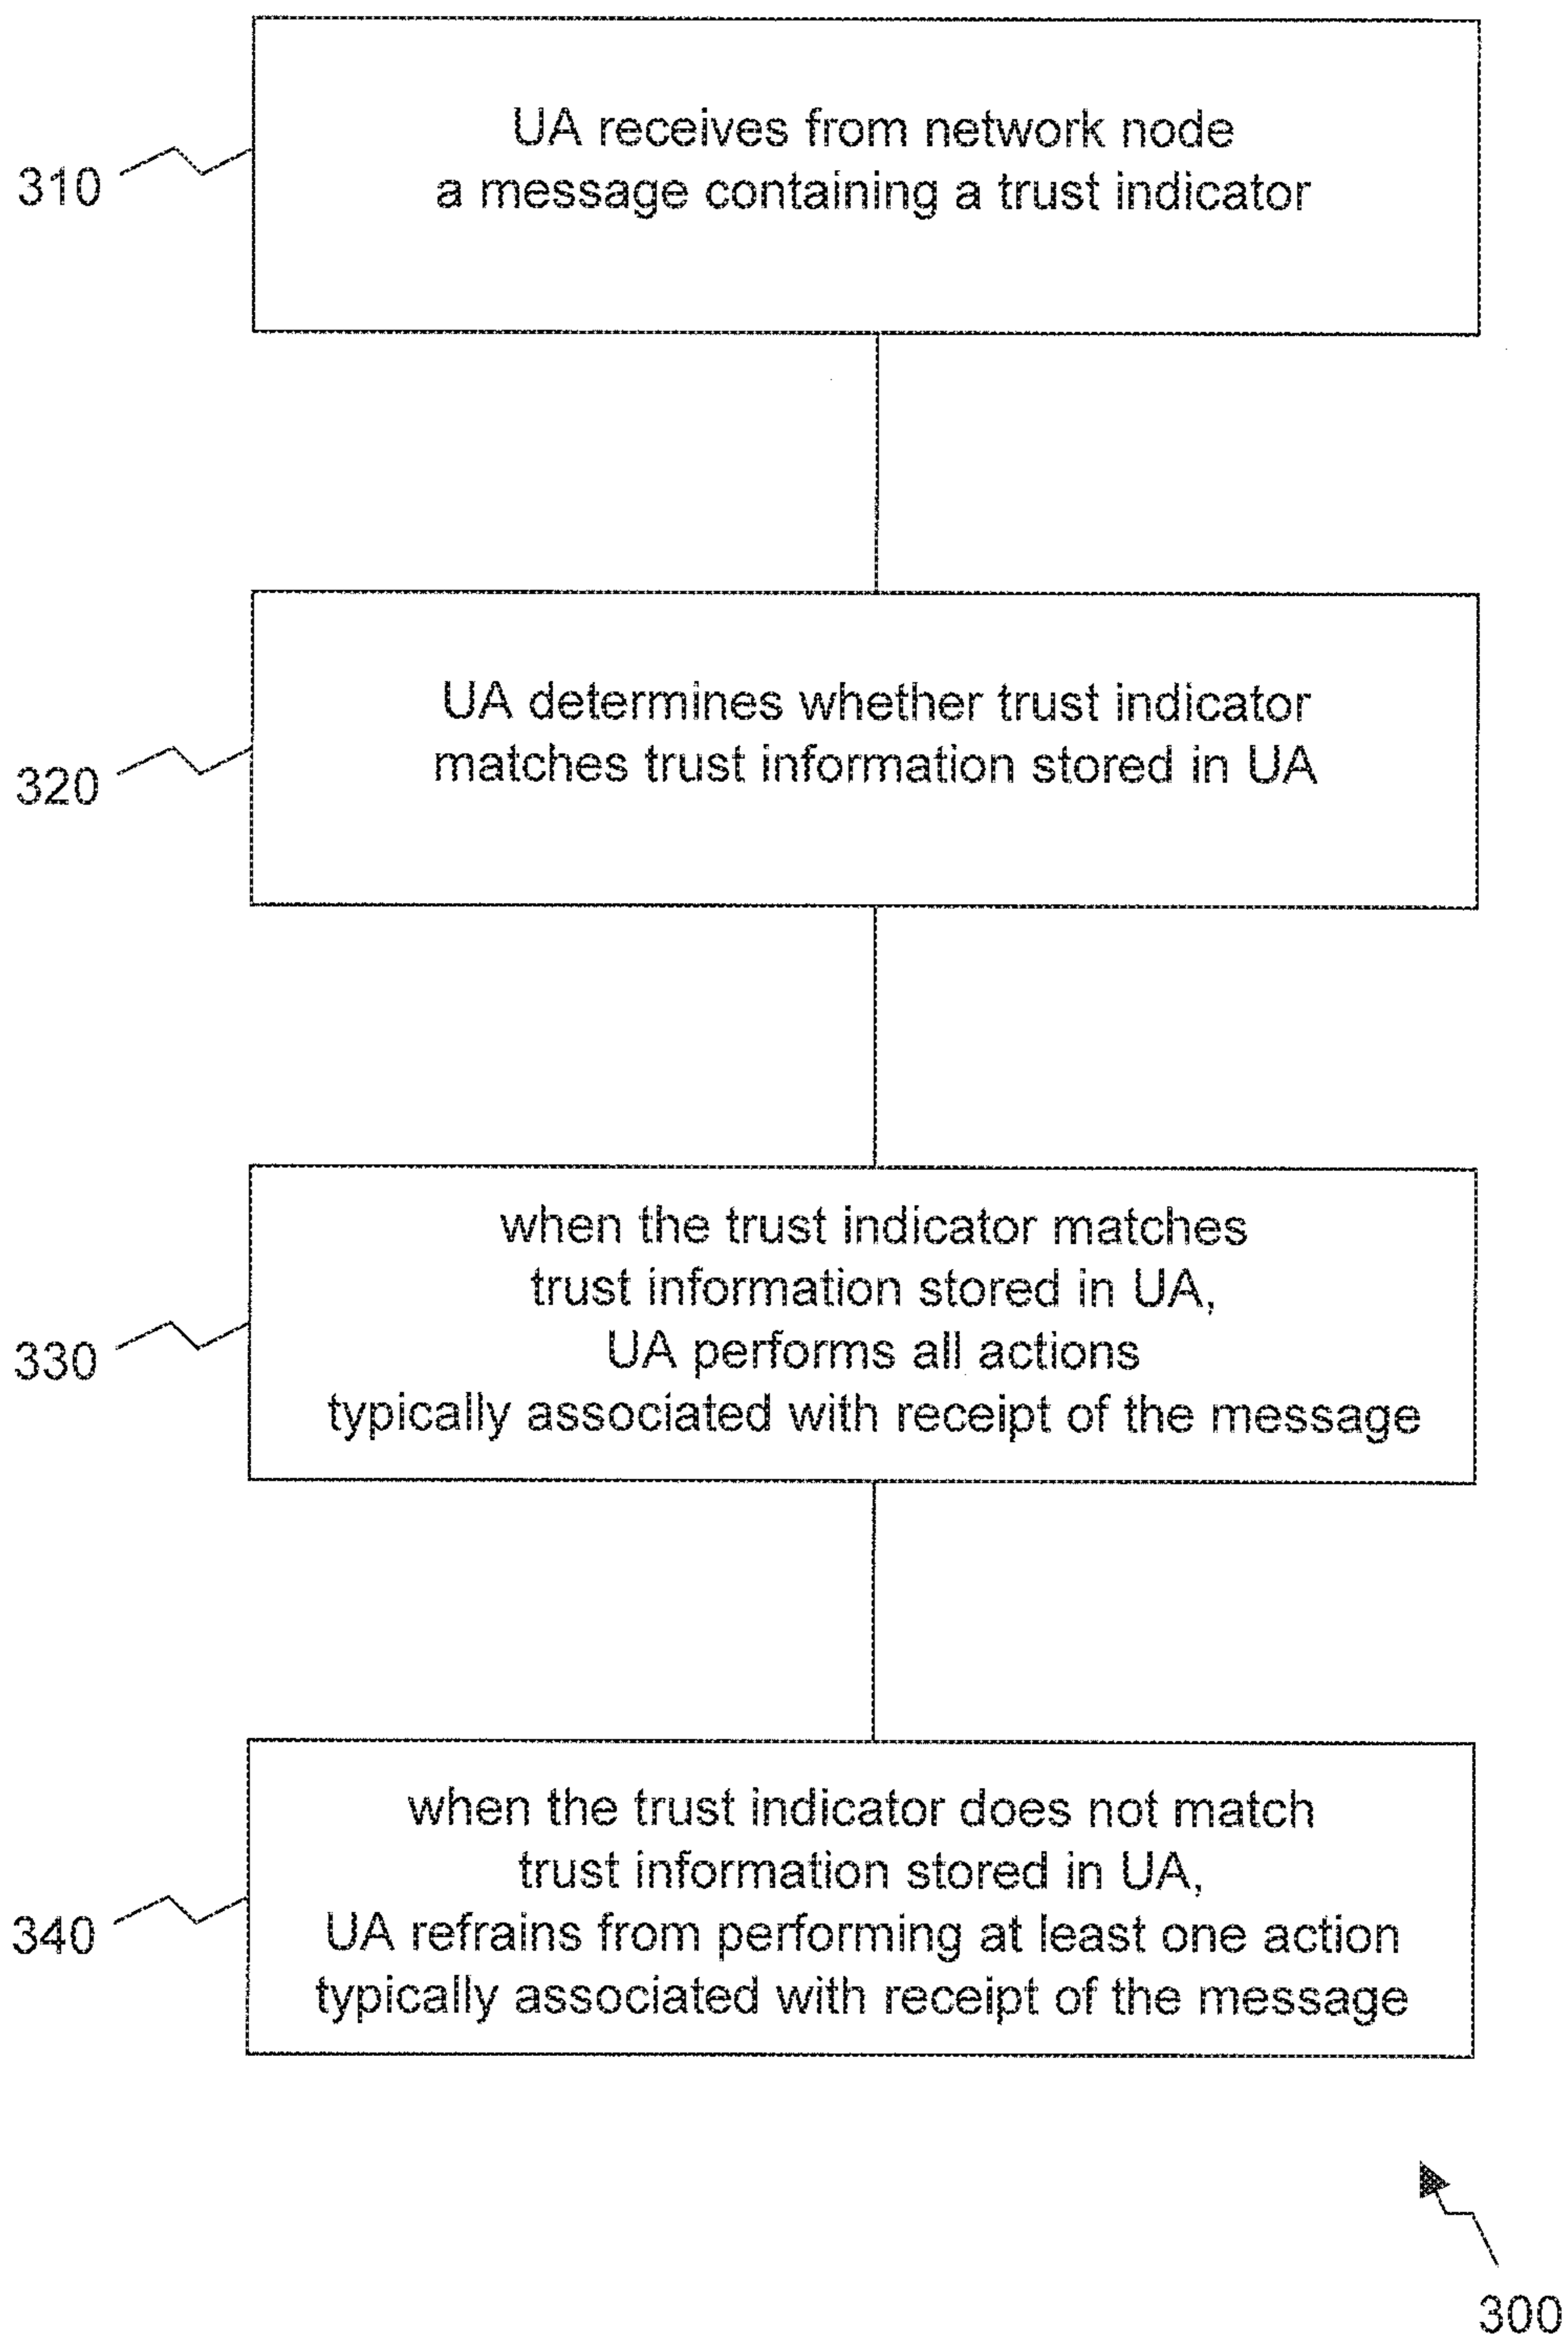 310
UA receives from network node
a message containing a trust indicator
320
UA determines whether trust indicator
matches trust information stored in UA
330
when the trust indicator matches
trust information stored in UA,
UA performs all actions
typically associated with receipt of the message
340
when the trust indicator does not match
trust information stored in UA,
UA refrains from performing at least one action
typically associated with receipt of the message
300